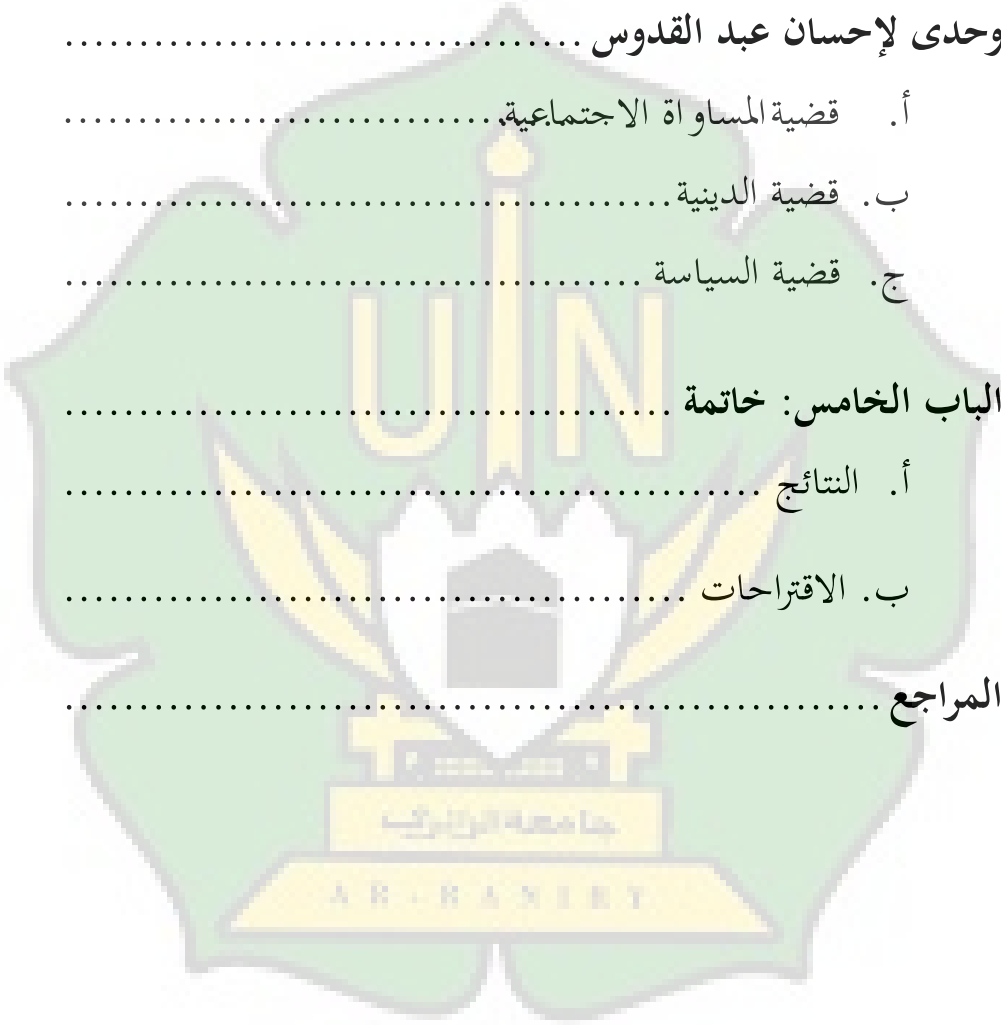 وحدى لإحسان عبد القدوس ...................................
أ. قضية المساواة الاجتماعية ..............................
ب. قضية الدينية .........................................
ج. قضية السياسة .......................................
الباب الخامس: خاتمة .........................................
أ. النتائج ...............................................
ب. الاقتراحات ..........................................
المراجع .......................................................
UIN
جامعة الرانيري
AR-RANIRY